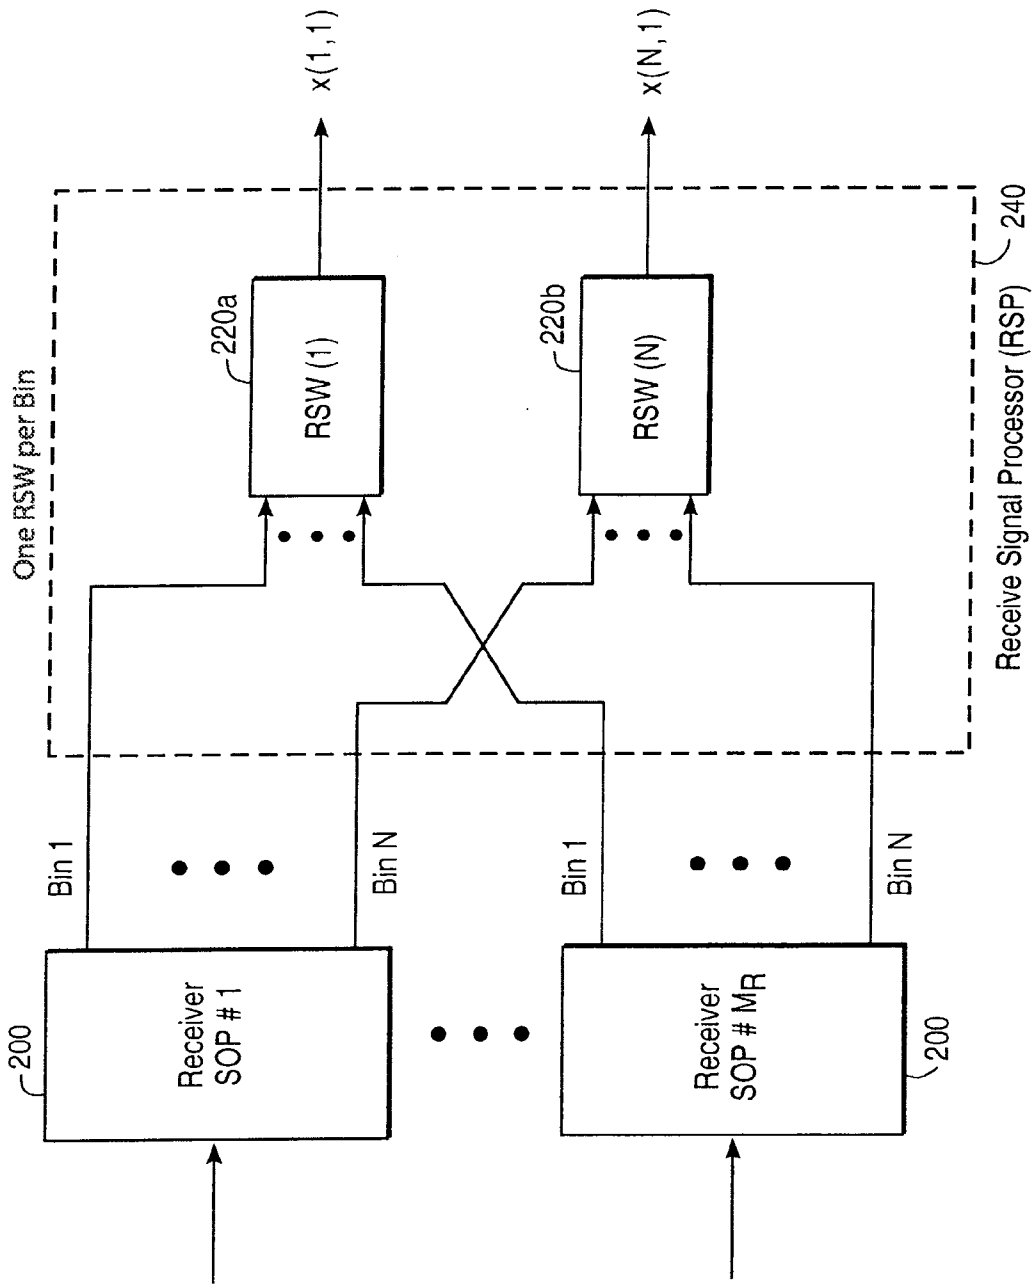 One RSW per Bin
200
Receiver
SOP # 1
Bin 1
Bin N
220a
RSW (1)
x(1,1)
Receiver
SOP # MR
200
Bin 1
Bin N
220b
RSW (N)
x(N,1)
240
Receive Signal Processor (RSP)